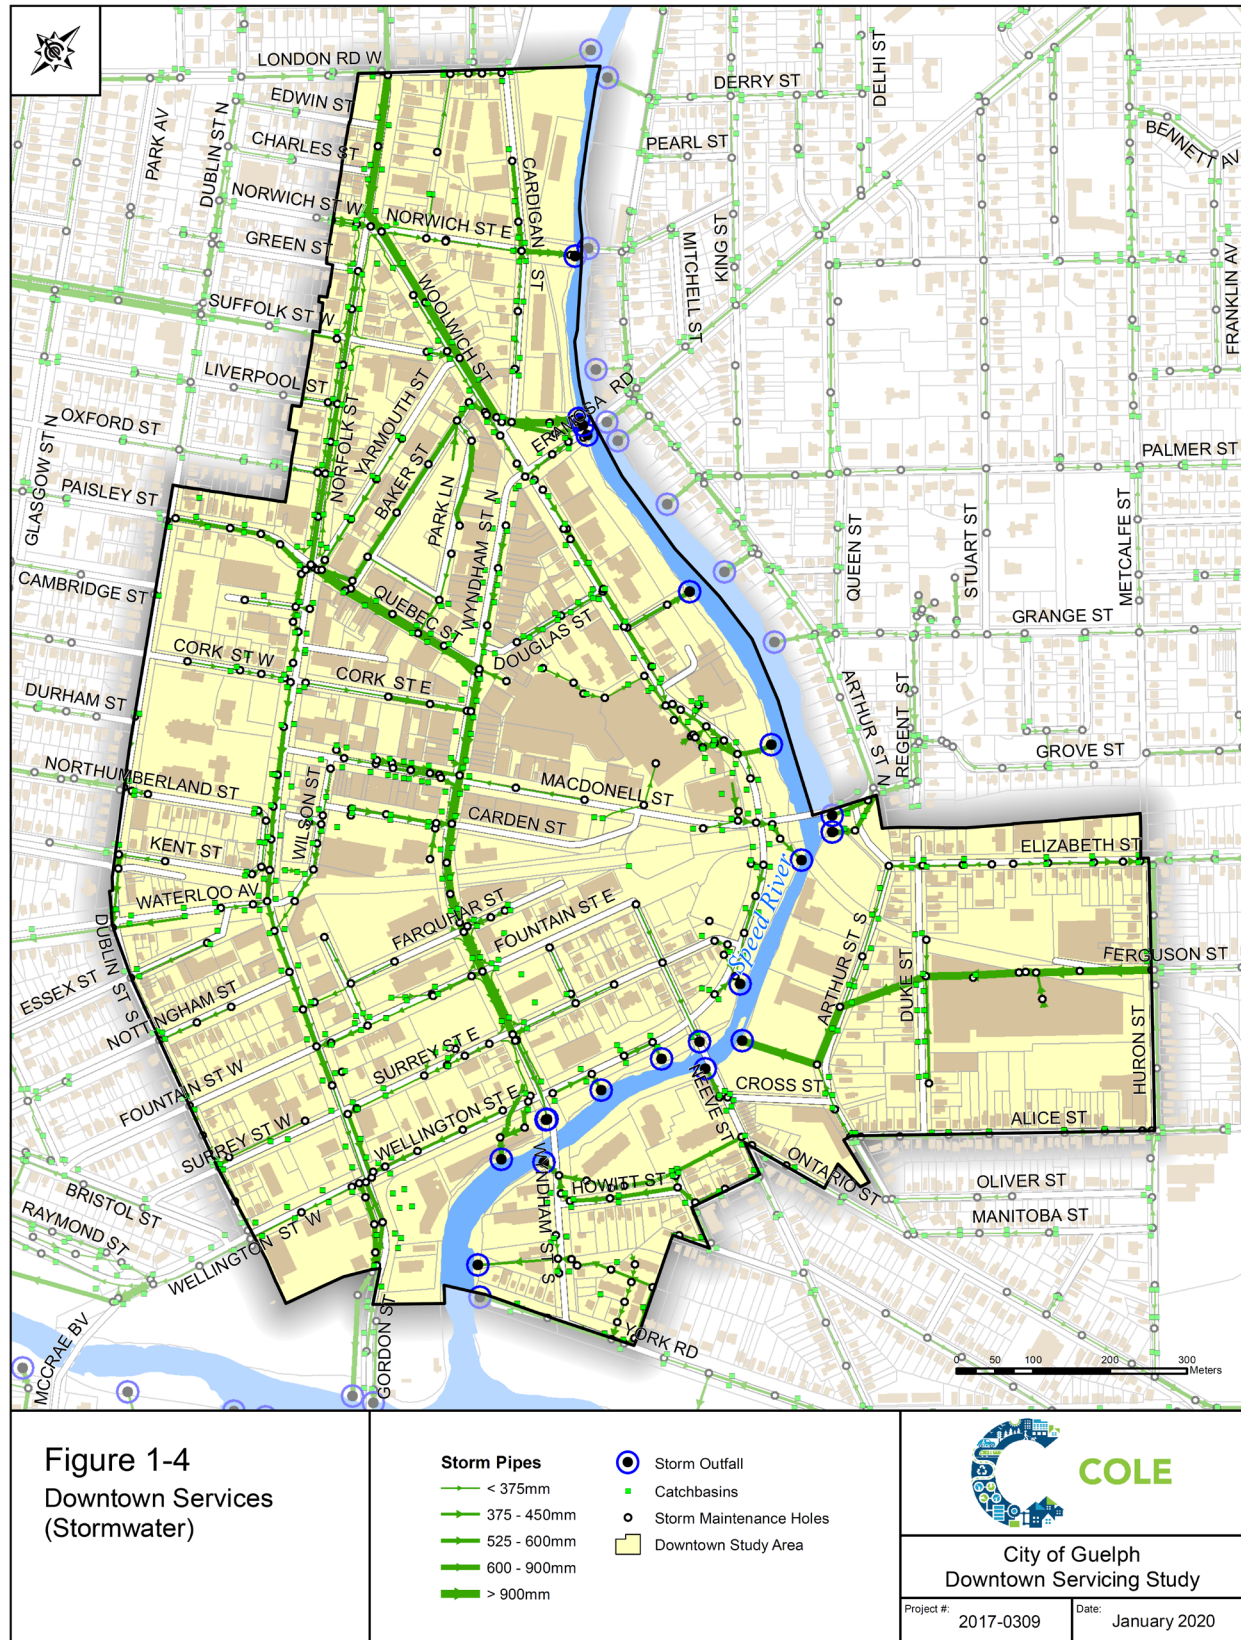 LONDON RD W
EDWIN ST
CHARLES ST
NORWICH ST W
GREEN ST
SUFFOLK ST W
LIVERPOOL ST
OXFORD ST
PAISLEY ST
CAMBRIDGE ST
CORK ST W
DURHAM ST
NORTHUMBERLAND ST
KENT ST
WATERLOO AV
ESSEX ST
NOTTINGHAM ST
FOUNTAIN ST W
SURREY ST W
BRISTOL ST
RAYMOND ST
WELLINGTON ST W
MCCRAE BV
GORDON ST
PARK AV
DUBLIN ST N
GLASGOW ST N
DUBLIN ST S
NORWICH ST E
CARDIGAN ST
WOOLWICH ST
NORFOLK ST
YARMOUTH ST
BAKER ST
PARK LN
WYNDHAM ST N
ERAMOSA RD
QUEBEC ST
DOUGLAS ST
CORK ST E
MACDONELL ST
CARDEN ST
WILSON ST
FARQUHAR ST
FOUNTAIN ST E
SURREY ST E
WELLINGTON ST E
WYNDHAM ST S
HOWITT ST
NEEVE ST
YORK RD
ONTARIO ST
CROSS ST
Speed River
ARTHUR ST S
DUKE ST
ELIZABETH ST
FERGUSON ST
HURON ST
ALICE ST
OLIVER ST
MANITOBA ST
DERRY ST
DELHI ST
PEARL ST
BENNETT AV
KING ST
MITCHELL ST
FRANKLIN AV
PALMER ST
QUEEN ST
STUART ST
METCALFE ST
GRANGE ST
ARTHUR ST N
REGENT ST
GROVE ST
0 50 100 200 300
Meters
Figure 1-4
Downtown Services
(Stormwater)
Storm Pipes
< 375mm
375 - 450mm
525 - 600mm
600 - 900mm
> 900mm
Storm Outfall
Catchbasins
Storm Maintenance Holes
Downtown Study Area
COLE
City of Guelph
Downtown Servicing Study
Project #:
2017-0309
Date:
January 2020